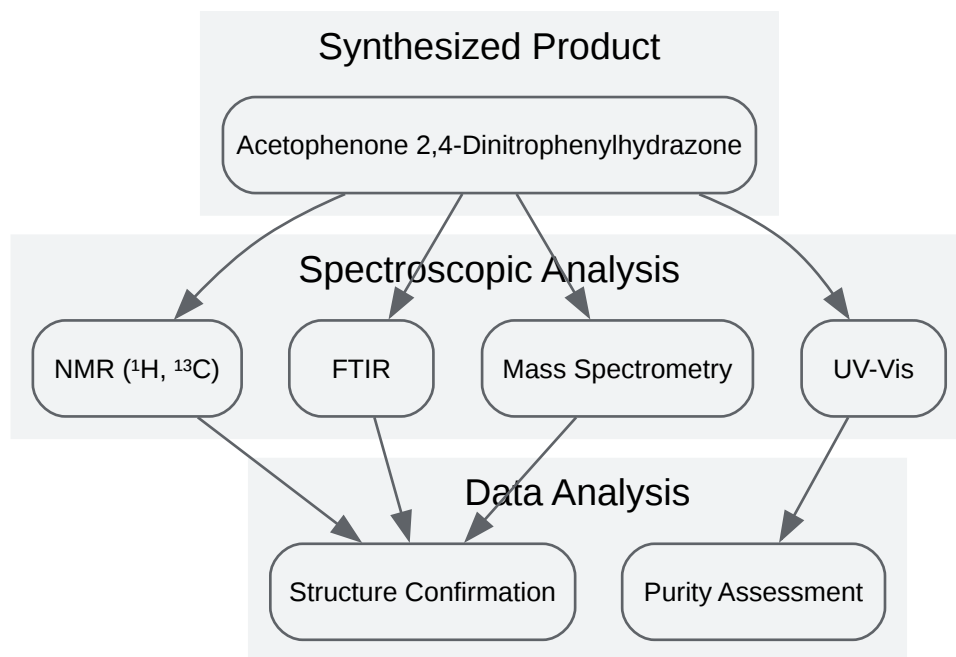 Synthesized Product
Acetophenone 2,4-Dinitrophenylhydrazone
Spectroscopic Analysis
NMR (¹H, ¹³C)
FTIR
Mass Spectrometry
UV-Vis
Data Analysis
Structure Confirmation
Purity Assessment